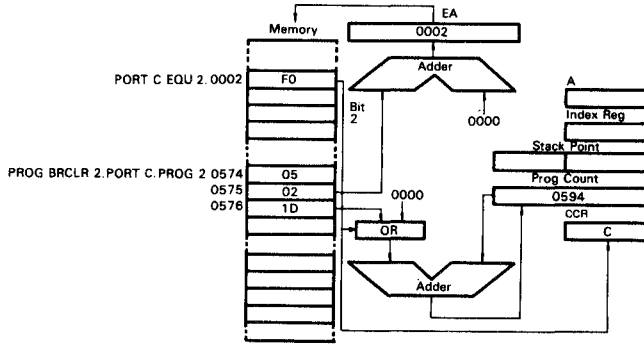 EA
Memory
0002
Adder
PORT C EQU 2.0002
F0
A
Bit
2
0000
Index Reg
Stack Point
PROG BRCLR 2.PORT C.PROG 2 0574
05
Prog Count
0575
02
0000
0594
0576
1D
CCR
OR
C
Adder